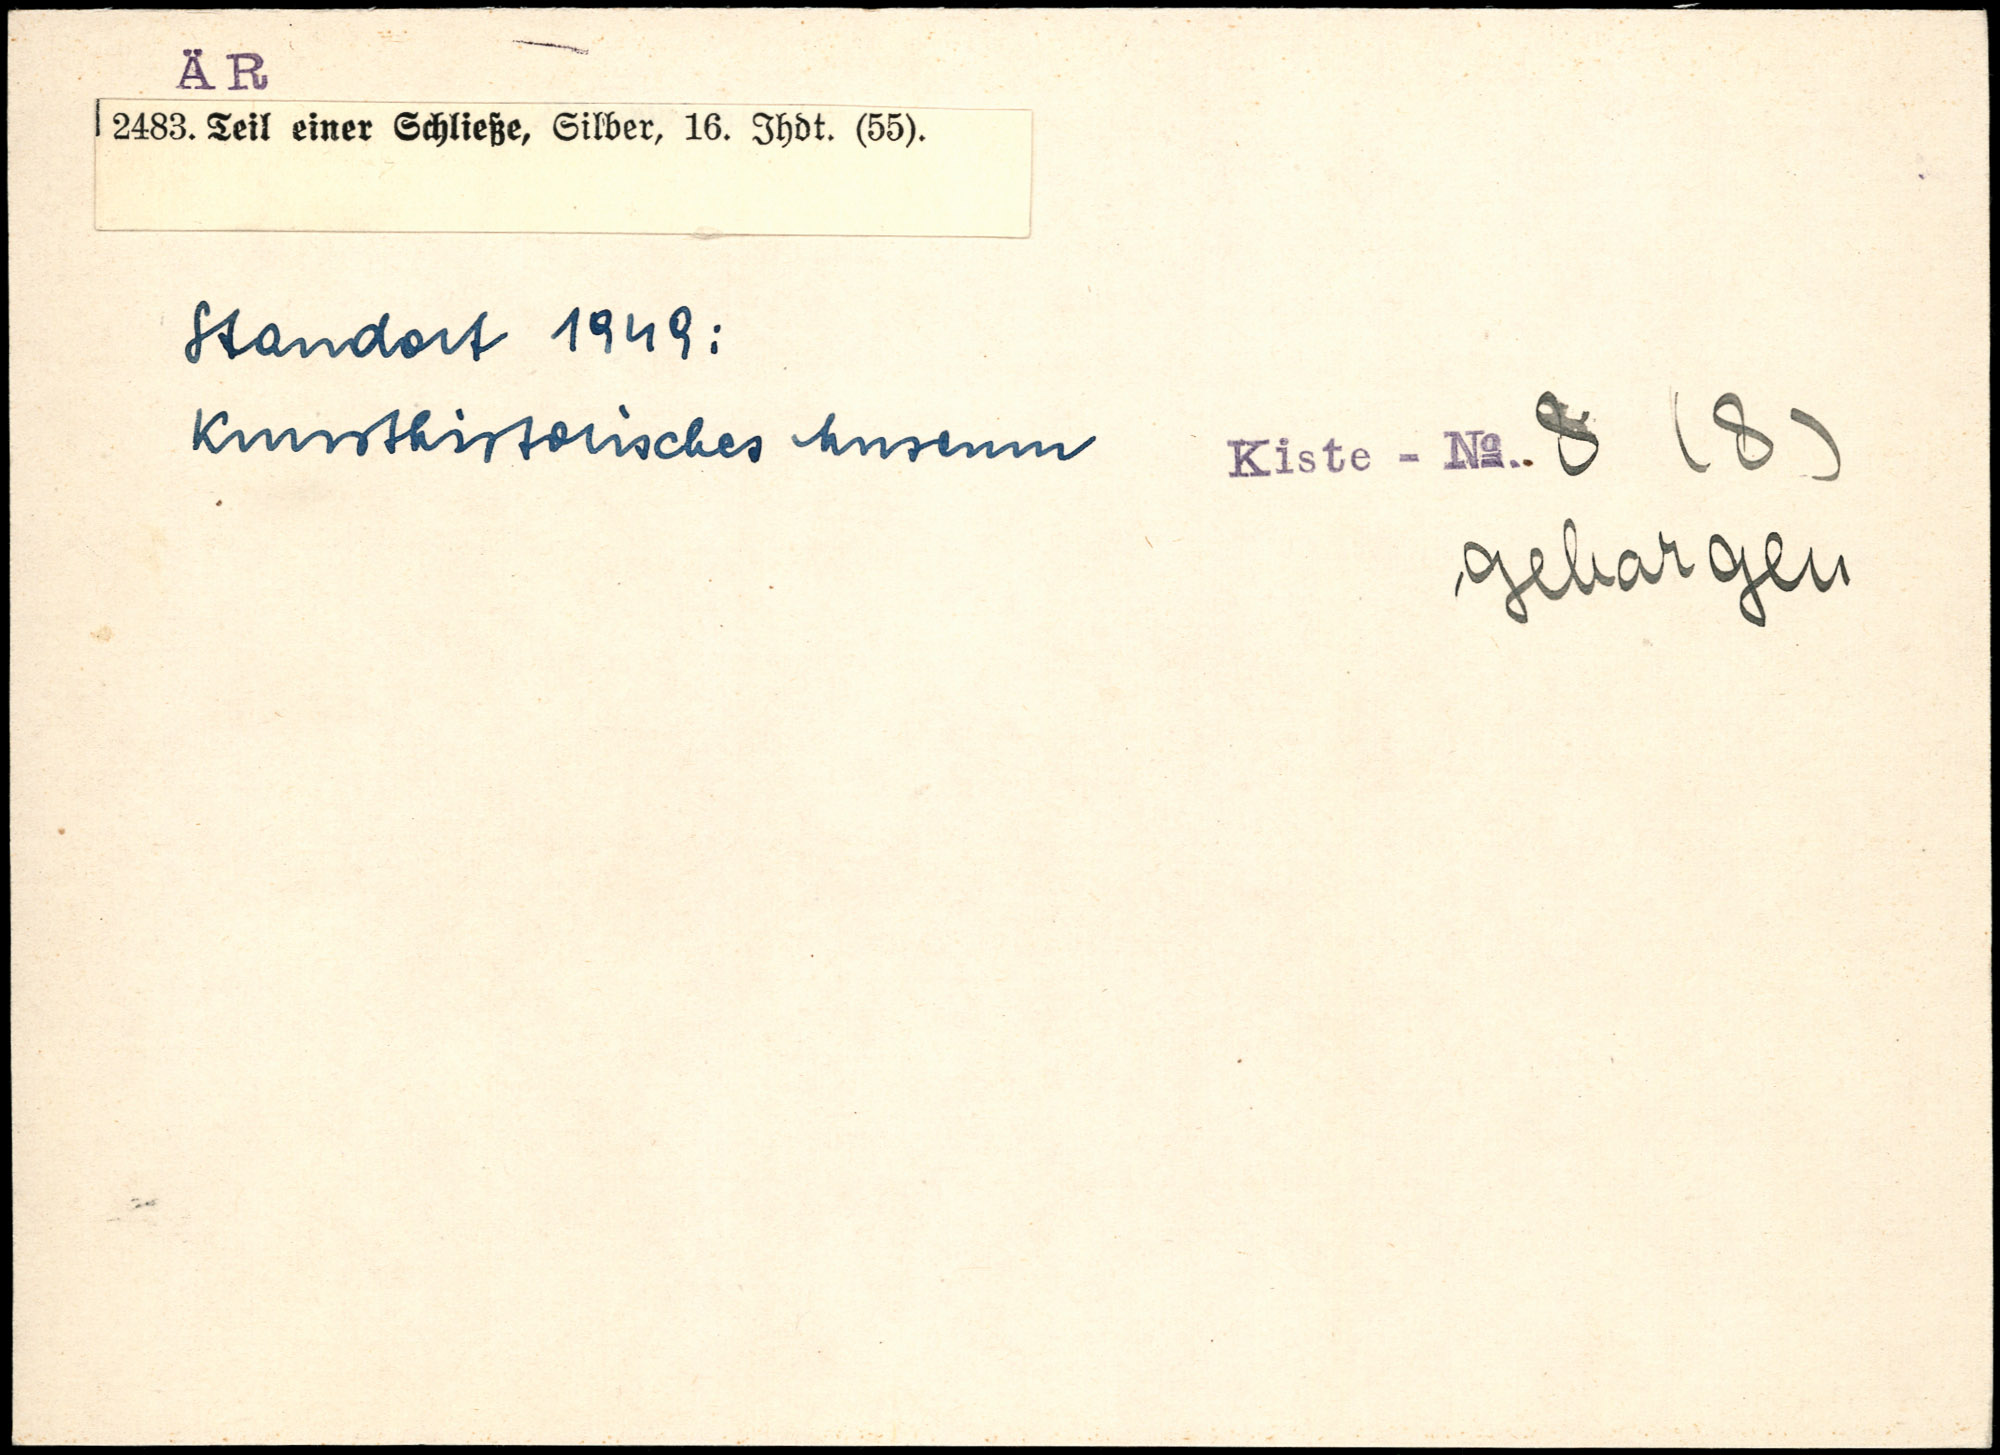 ÄR
2483. Teil einer Schließe, Silber, 16. Jhdt. (55).
Standort 1949:
Kunsthistorisches Museum
Kiste - No. 8 (8)
geborgen